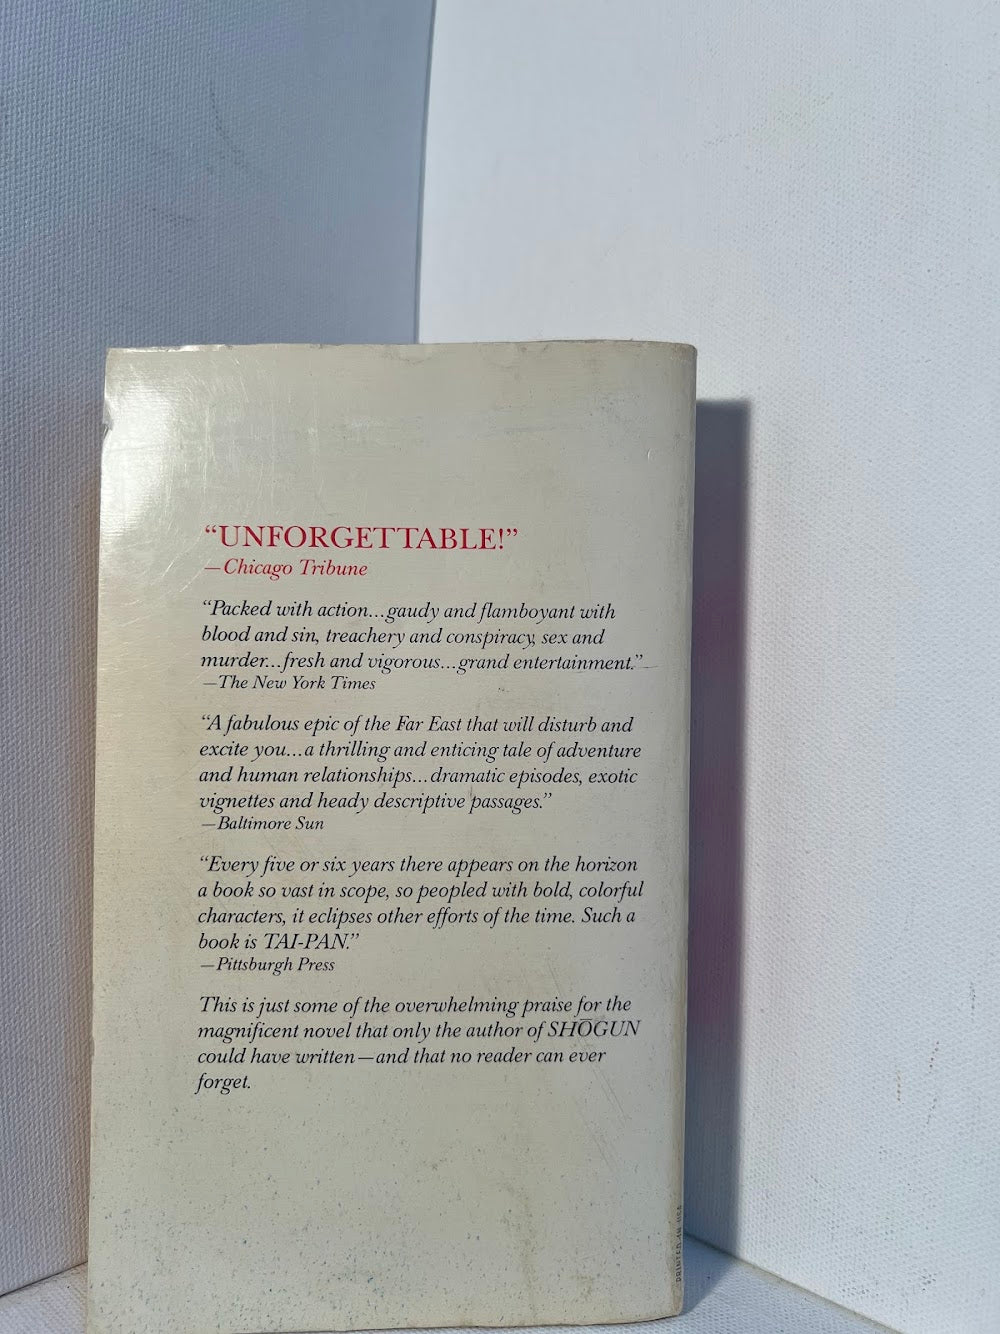 “UNFORGETTABLE!”
—Chicago Tribune
“Packed with action...gaudy and flamboyant with
blood and sin, treachery and conspiracy, sex and
murder...fresh and vigorous...grand entertainment.”
—The New York Times
“A fabulous epic of the Far East that will disturb and
excite you...a thrilling and enticing tale of adventure
and human relationships...dramatic episodes, exotic
vignettes and heady descriptive passages.”
—Baltimore Sun
“Every five or six years there appears on the horizon
a book so vast in scope, so peopled with bold, colorful
characters, it eclipses other efforts of the time. Such a
book is TAI-PAN.”
—Pittsburgh Press
This is just some of the overwhelming praise for the
magnificent novel that only the author of SHŌGUN
could have written—and that no reader can ever
forget.
PRINTED IN USA